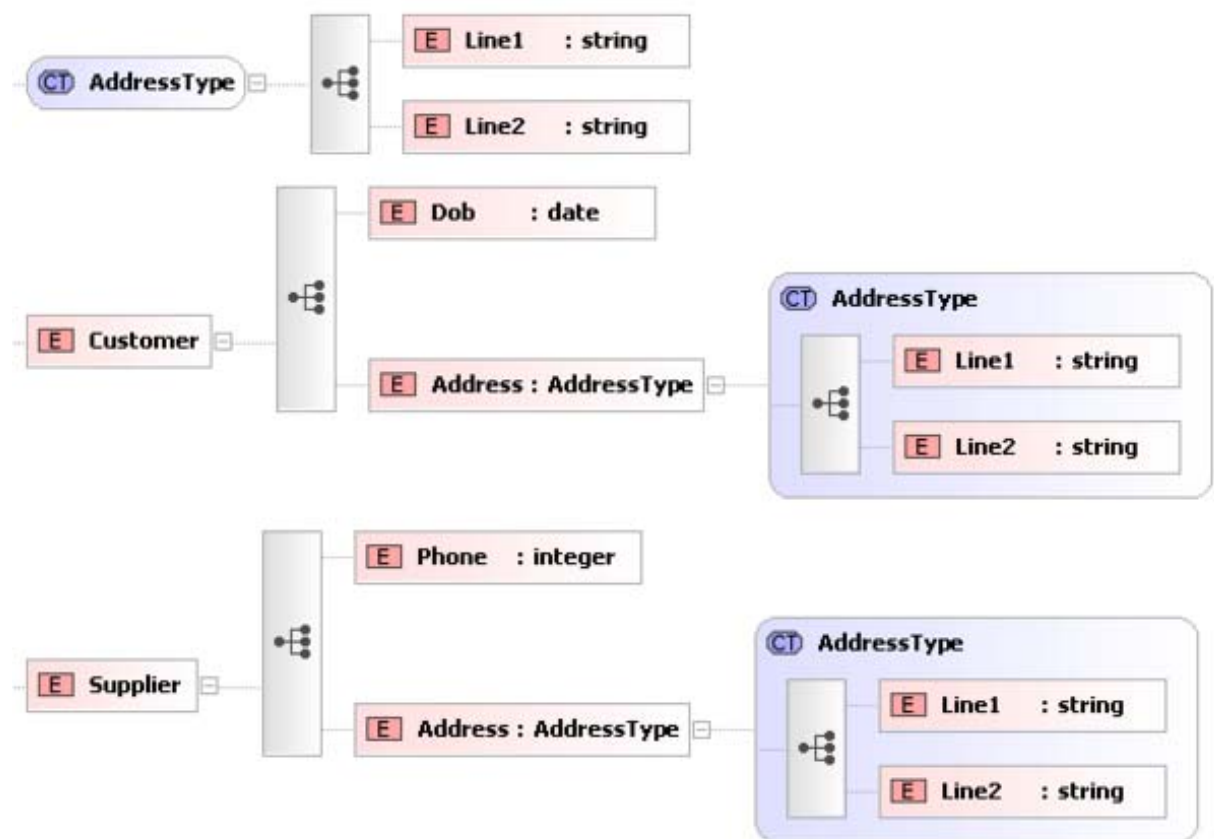 E Line1 : string
CT AddressType
E Line2 : string
E Dob : date
CT AddressType
E Line1 : string
E Customer
E Address : AddressType
E Line2 : string
E Phone : integer
CT AddressType
E Supplier
E Line1 : string
E Address : AddressType
E Line2 : string